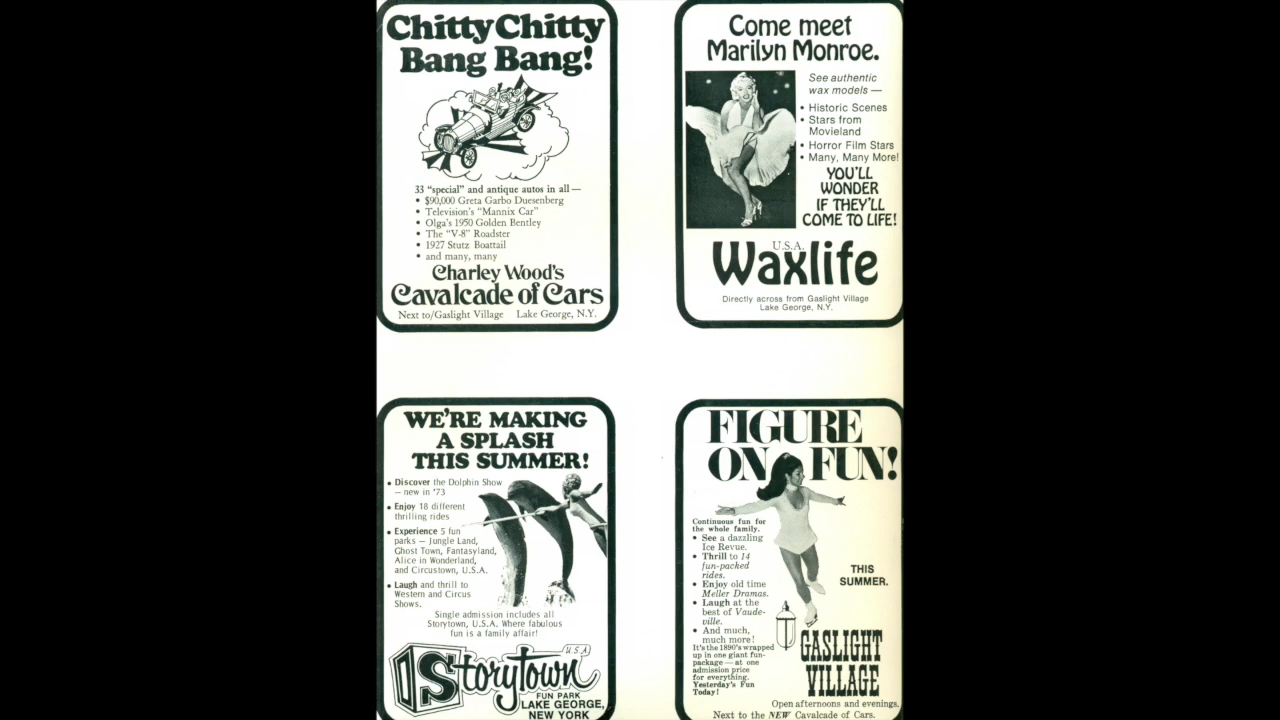 Chitty Chitty
Bang Bang!
33 "special" and antique autos in all —
• $90,000 Greta Garbo Duesenberg
• Television's "Mannix Car"
• Olga's 1950 Golden Bentley
• The "V-8" Roadster
• 1927 Stutz Boattail
• and many, many
Charley Wood's
Cavalcade of Cars
Next to/Gaslight Village Lake George, N.Y.
Come meet
Marilyn Monroe.
See authentic
wax models —
• Historic Scenes
• Stars from
Movieland
• Horror Film Stars
• Many, Many More!
YOU'LL
WONDER
IF THEY'LL
COME TO LIFE!
U.S.A.
Waxlife
Directly across from Gaslight Village
Lake George, N.Y.
WE'RE MAKING
A SPLASH
THIS SUMMER!
• Discover the Dolphin Show
— new in '73
• Enjoy 18 different
thrilling rides
• Experience 5 fun
parks — Jungle Land,
Ghost Town, Fantasyland,
Alice in Wonderland,
and Circustown, U.S.A.
• Laugh and thrill to
Western and Circus
Shows.
Single admission includes all
Storytown, U.S.A. Where fabulous
fun is a family affair!
U.S.A
Storytown
FUN PARK
LAKE GEORGE,
NEW YORK
FIGURE
ON FUN!
Continuous fun for
the whole family.
• See a dazzling
Ice Revue.
• Thrill to 14
fun-packed
rides.
• Enjoy old time
Meller Dramas.
• Laugh at the
best of Vaude-
ville.
• And much,
much more!
It's the 1890's wrapped
up in one giant fun-
package — at one
admission price
for everything.
Yesterday's Fun
Today!
THIS
SUMMER.
GASLIGHT
VILLAGE
Open afternoons and evenings.
Next to the NEW Cavalcade of Cars.